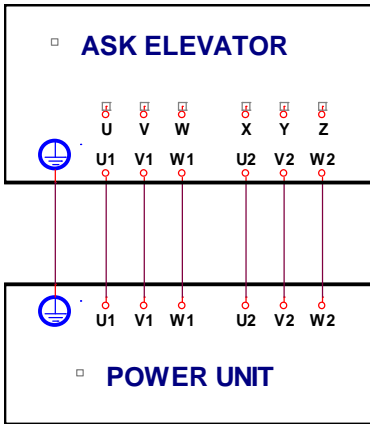 ASK ELEVATOR
U V W X Y Z
U1 V1 W1 U2 V2 W2
U1 V1 W1 U2 V2 W2
POWER UNIT